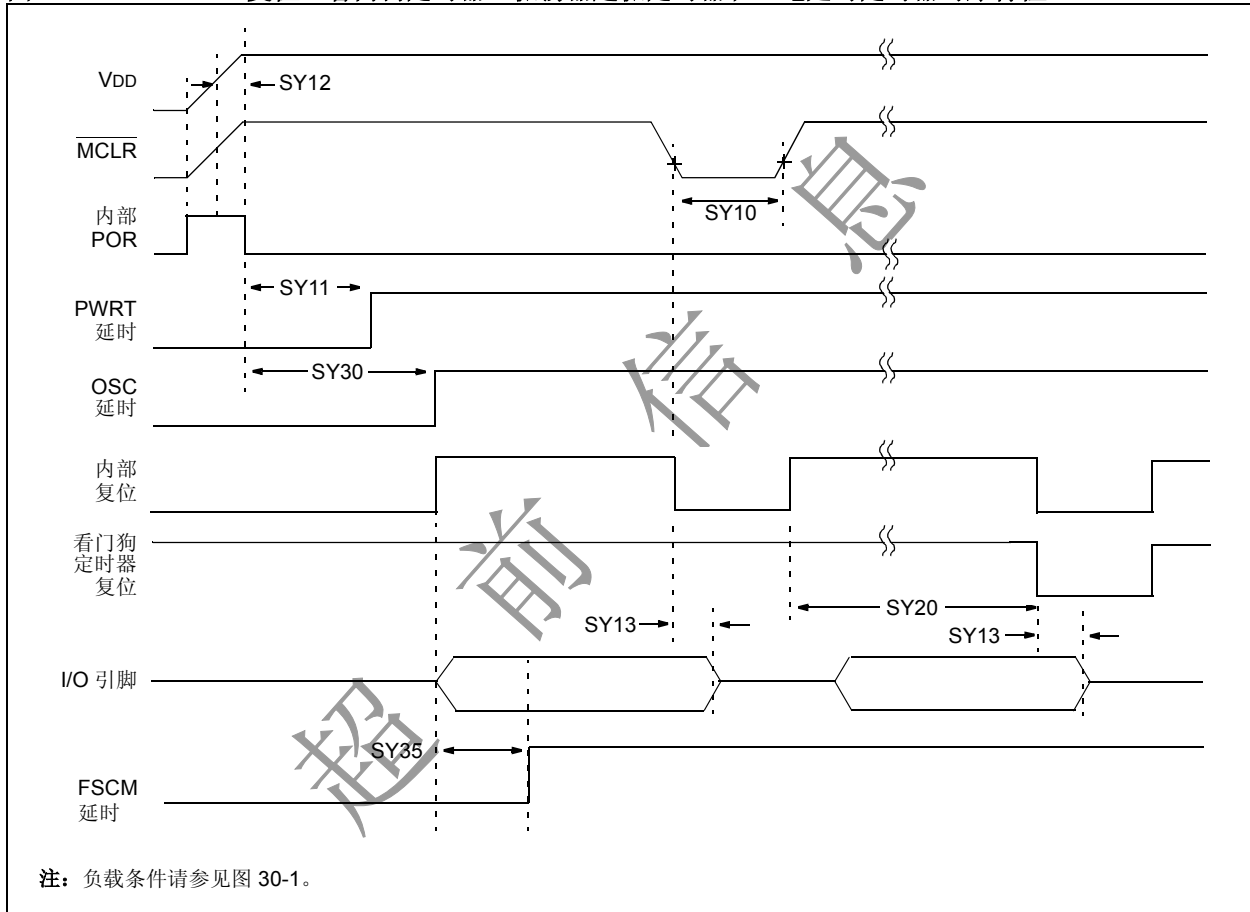 VDD
SY12
MCLR
SY10
内部
POR
SY11
PWRT
延时
SY30
OSC
延时
内部
复位
看门狗
定时器
复位
SY20
SY13
SY13
I/O 引脚
SY35
FSCM
延时
超前信息
注：负载条件请参见图 30-1。